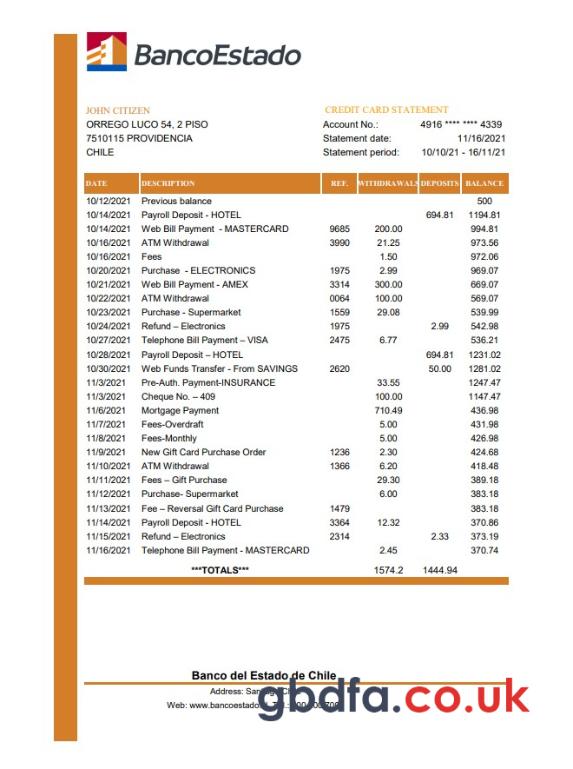 BancoEstado
JOHN CITIZEN CREDIT CARD STATEMENT
ORREGO LUCO 54, 2 PISO Account No.: 4916 **** **** 4339
7510115 PROVIDENCIA Statement date: 11/16/2021
CHILE Statement period: 10/10/21 - 16/11/21
DATE DESCRIPTION REF. WITHDRAWALS DEPOSITS BALANCE
10/12/2021 Previous balance 500
10/14/2021 Payroll Deposit - HOTEL 694.81 1194.81
10/14/2021 Web Bill Payment - MASTERCARD 9685 200.00 994.81
10/16/2021 ATM Withdrawal 3990 21.25 973.56
10/16/2021 Fees 1.50 972.06
10/20/2021 Purchase - ELECTRONICS 1975 2.99 969.07
10/21/2021 Web Bill Payment - AMEX 3314 300.00 669.07
10/22/2021 ATM Withdrawal 0064 100.00 569.07
10/23/2021 Purchase - Supermarket 1559 29.08 539.99
10/24/2021 Refund – Electronics 1975 2.99 542.98
10/27/2021 Telephone Bill Payment – VISA 2475 6.77 536.21
10/28/2021 Payroll Deposit – HOTEL 694.81 1231.02
10/30/2021 Web Funds Transfer - From SAVINGS 2620 50.00 1281.02
11/3/2021 Pre-Auth. Payment-INSURANCE 33.55 1247.47
11/3/2021 Cheque No. – 409 100.00 1147.47
11/6/2021 Mortgage Payment 710.49 436.98
11/7/2021 Fees-Overdraft 5.00 431.98
11/8/2021 Fees-Monthly 5.00 426.98
11/9/2021 New Gift Card Purchase Order 1236 2.30 424.68
11/10/2021 ATM Withdrawal 1366 6.20 418.48
11/11/2021 Fees – Gift Purchase 29.30 389.18
11/12/2021 Purchase- Supermarket 6.00 383.18
11/13/2021 Fee – Reversal Gift Card Purchase 1479 383.18
11/14/2021 Payroll Deposit - HOTEL 3364 12.32 370.86
11/15/2021 Refund – Electronics 2314 2.33 373.19
11/16/2021 Telephone Bill Payment - MASTERCARD 2.45 370.74
***TOTALS*** 1574.2 1444.94
Banco del Estado de Chile
Address:
Web:
gbdfa.co.uk